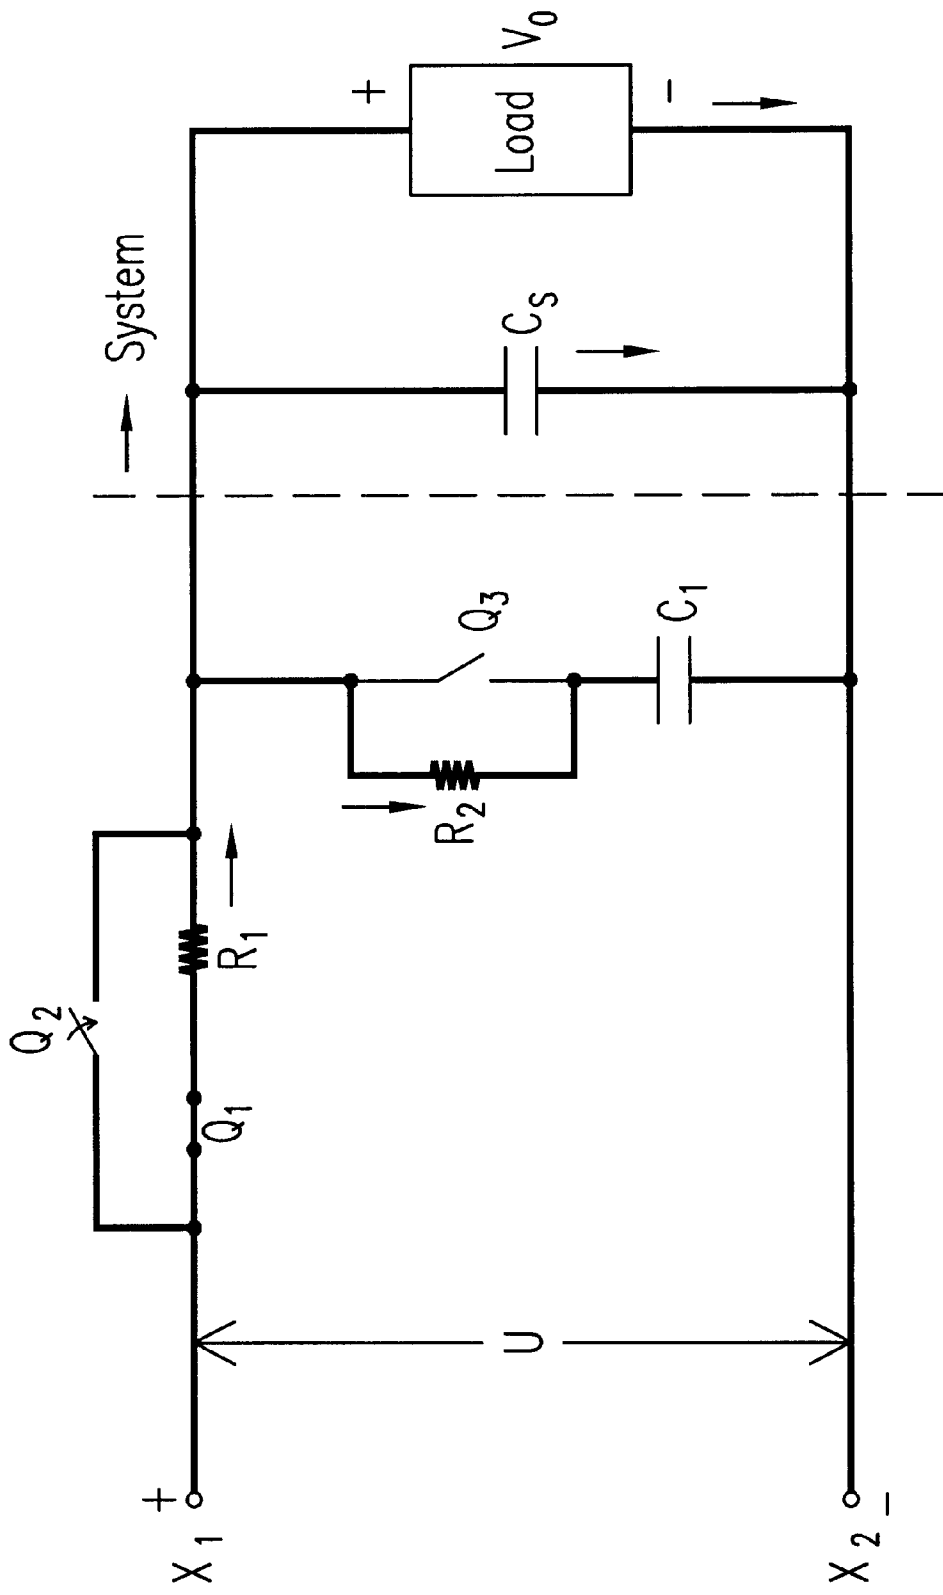 Q2
X1
+
Q1
R1
System
R2
Q3
U
C1
CS
+
Load
V0
-
X2
-